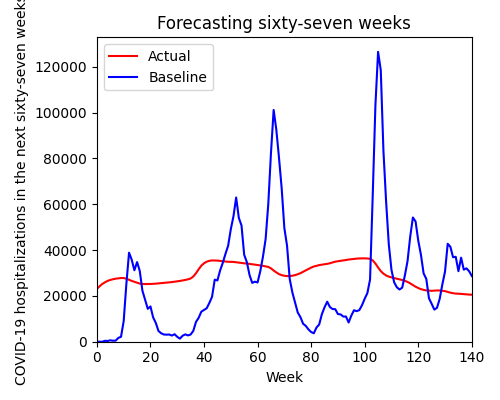 Forecasting sixty-seven weeks
COVID-19 hospitalizations in the next sixty-seven weeks
120000
100000
80000
60000
40000
20000
0
Actual
Baseline
0 20 40 60 80 100 120 140
Week